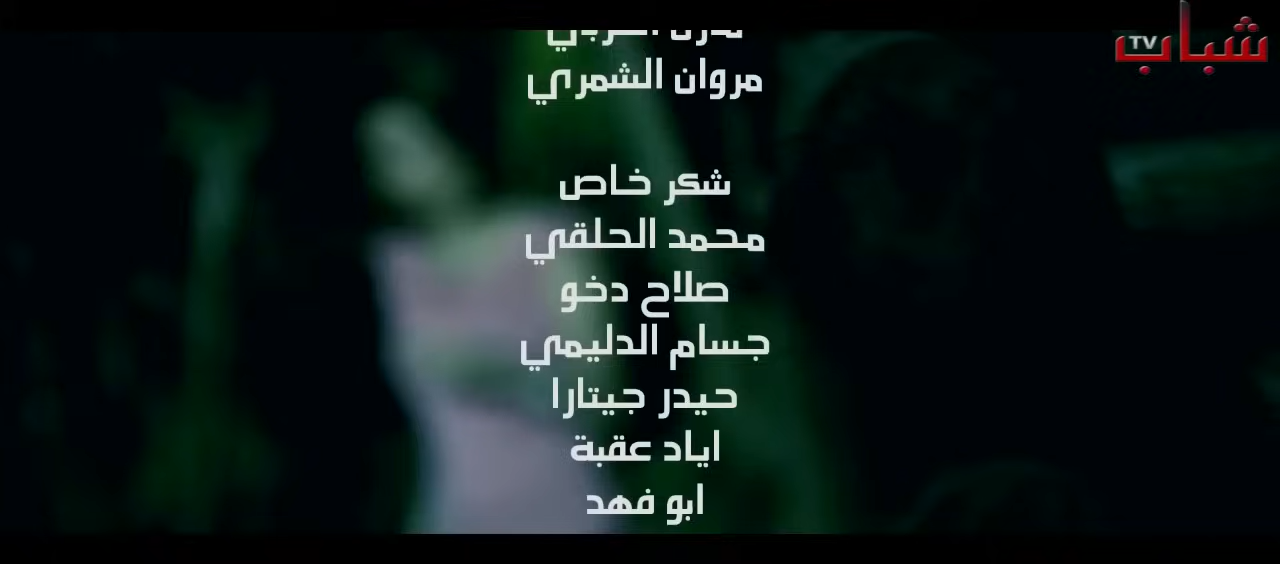 شباب TV
مروان الشمري
شكر خاص
محمد الحلقي
صلاح دخو
جسام الدليمي
حيدر جيتارا
اياد عقبة
ابو فهد